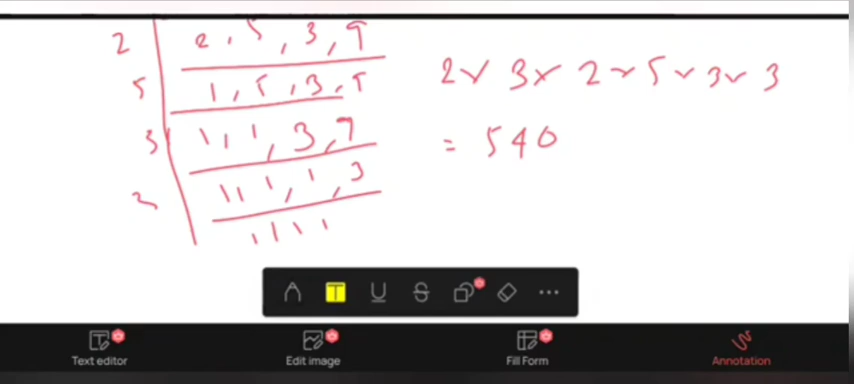 2 | 2, 5, 3, 9
5 | 1, 5, 3, 9
3 | 1, 1, 3, 9
3 | 1, 1, 1, 3
1 1 1 1
2 × 3 × 2 × 5 × 3 × 3
= 540
T U S
Text editor Edit image Fill Form Annotation